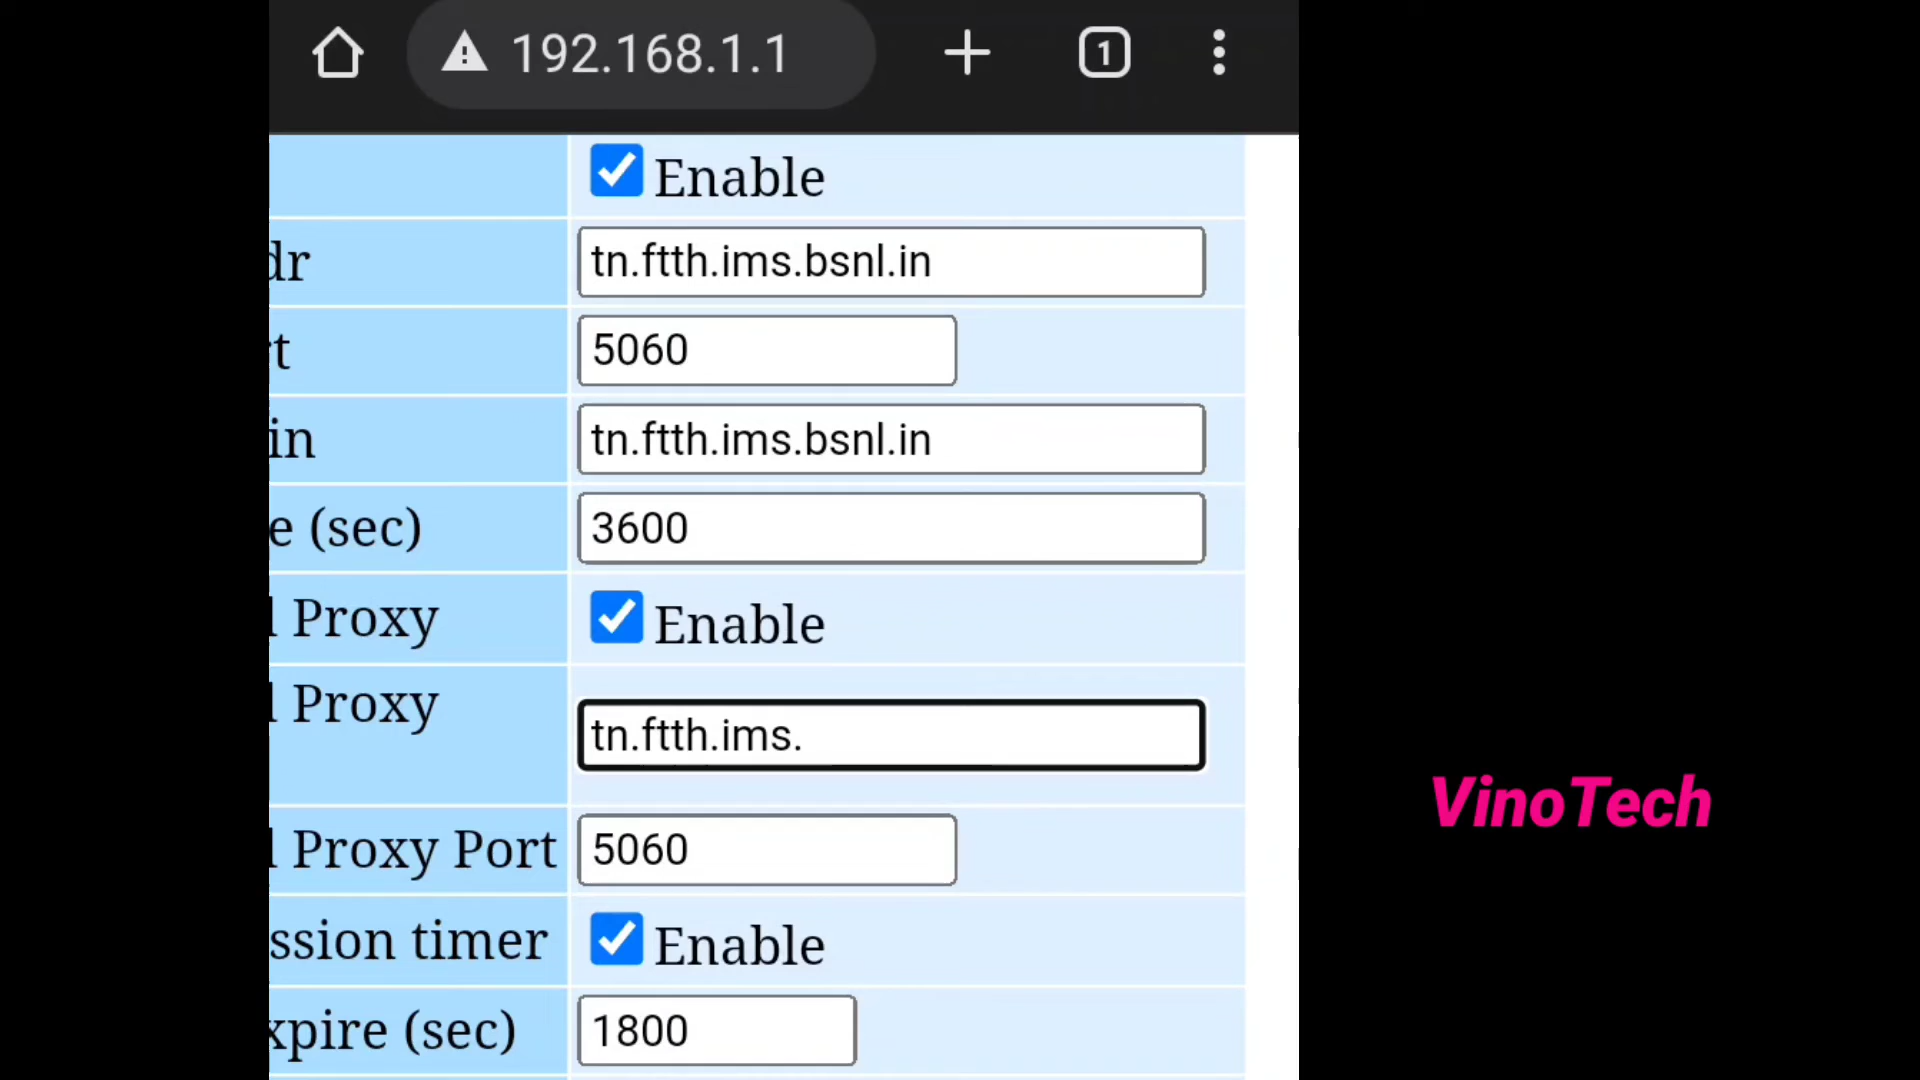 192.168.1.1
1
Enable
dr
tn.ftth.ims.bsnl.in
t
5060
in
tn.ftth.ims.bsnl.in
e (sec)
3600
l Proxy
Enable
l Proxy
tn.ftth.ims.
VinoTech
l Proxy Port
5060
ssion timer
Enable
xpire (sec)
1800